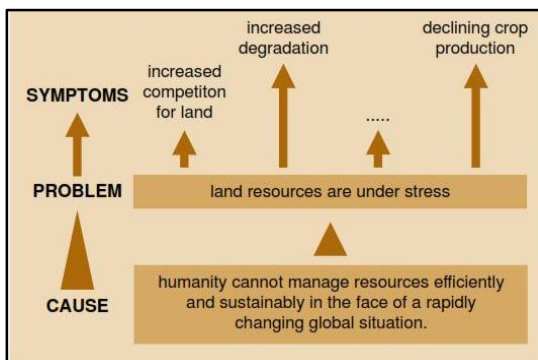 increased
degradation
declining crop
production
increased
competiton
for land
SYMPTOMS
.....
PROBLEM
land resources are under stress
humanity cannot manage resources efficiently
and sustainably in the face of a rapidly
changing global situation.
CAUSE